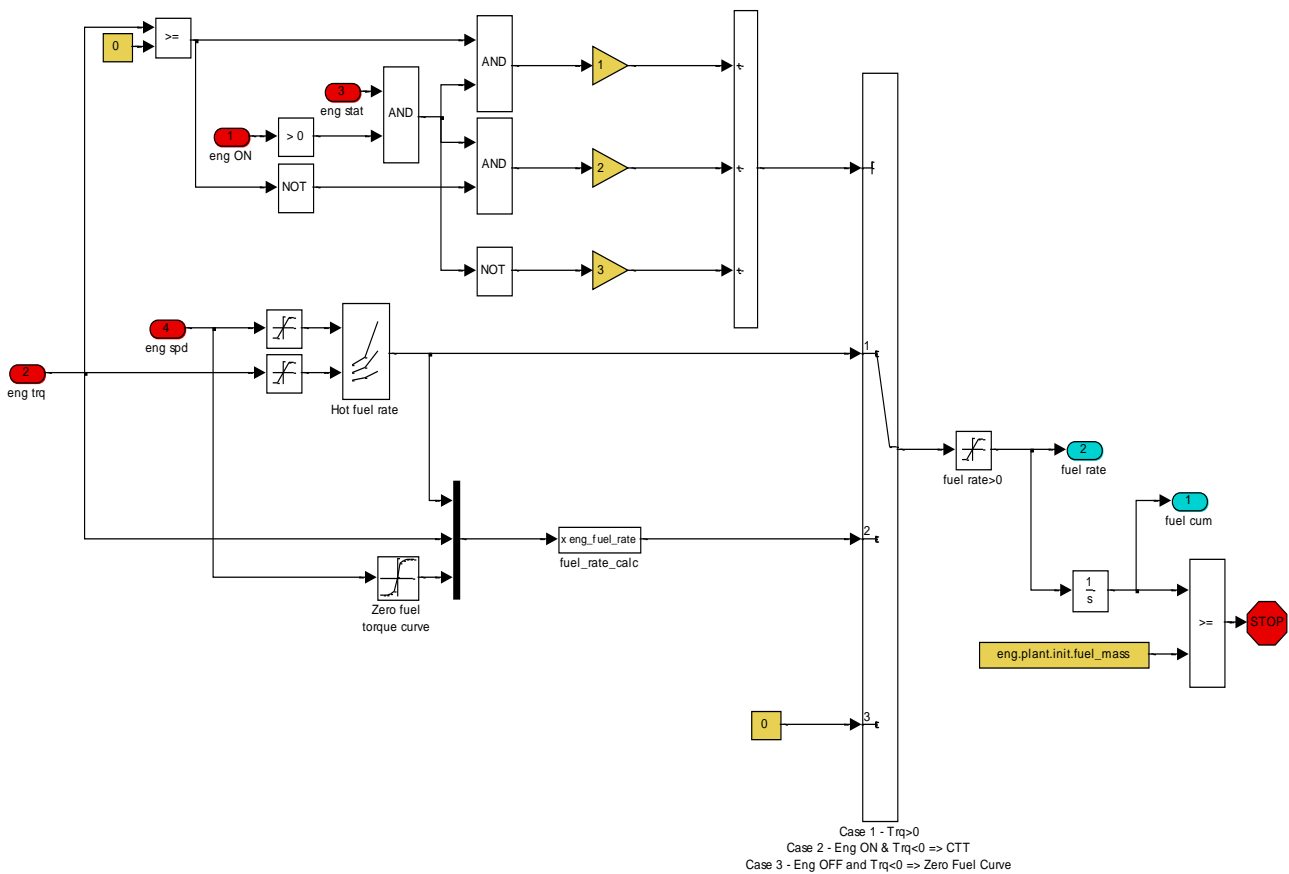 >=
0
AND
1
3
eng stat
AND
1
eng ON
> 0
AND
2
NOT
NOT
3
4
eng spd
1
2
eng trq
Hot fuel rate
2
fuel rate
fuel rate>0
1
fuel cum
2
x eng_fuel_rate
fuel_rate_calc
Zero fuel
torque curve
1
s
>=
STOP
eng.plant.init.fuel_mass
0
3
Case 1 - Trq>0
Case 2 - Eng ON & Trq<0 => CTT
Case 3 - Eng OFF and Trq<0 => Zero Fuel Curve